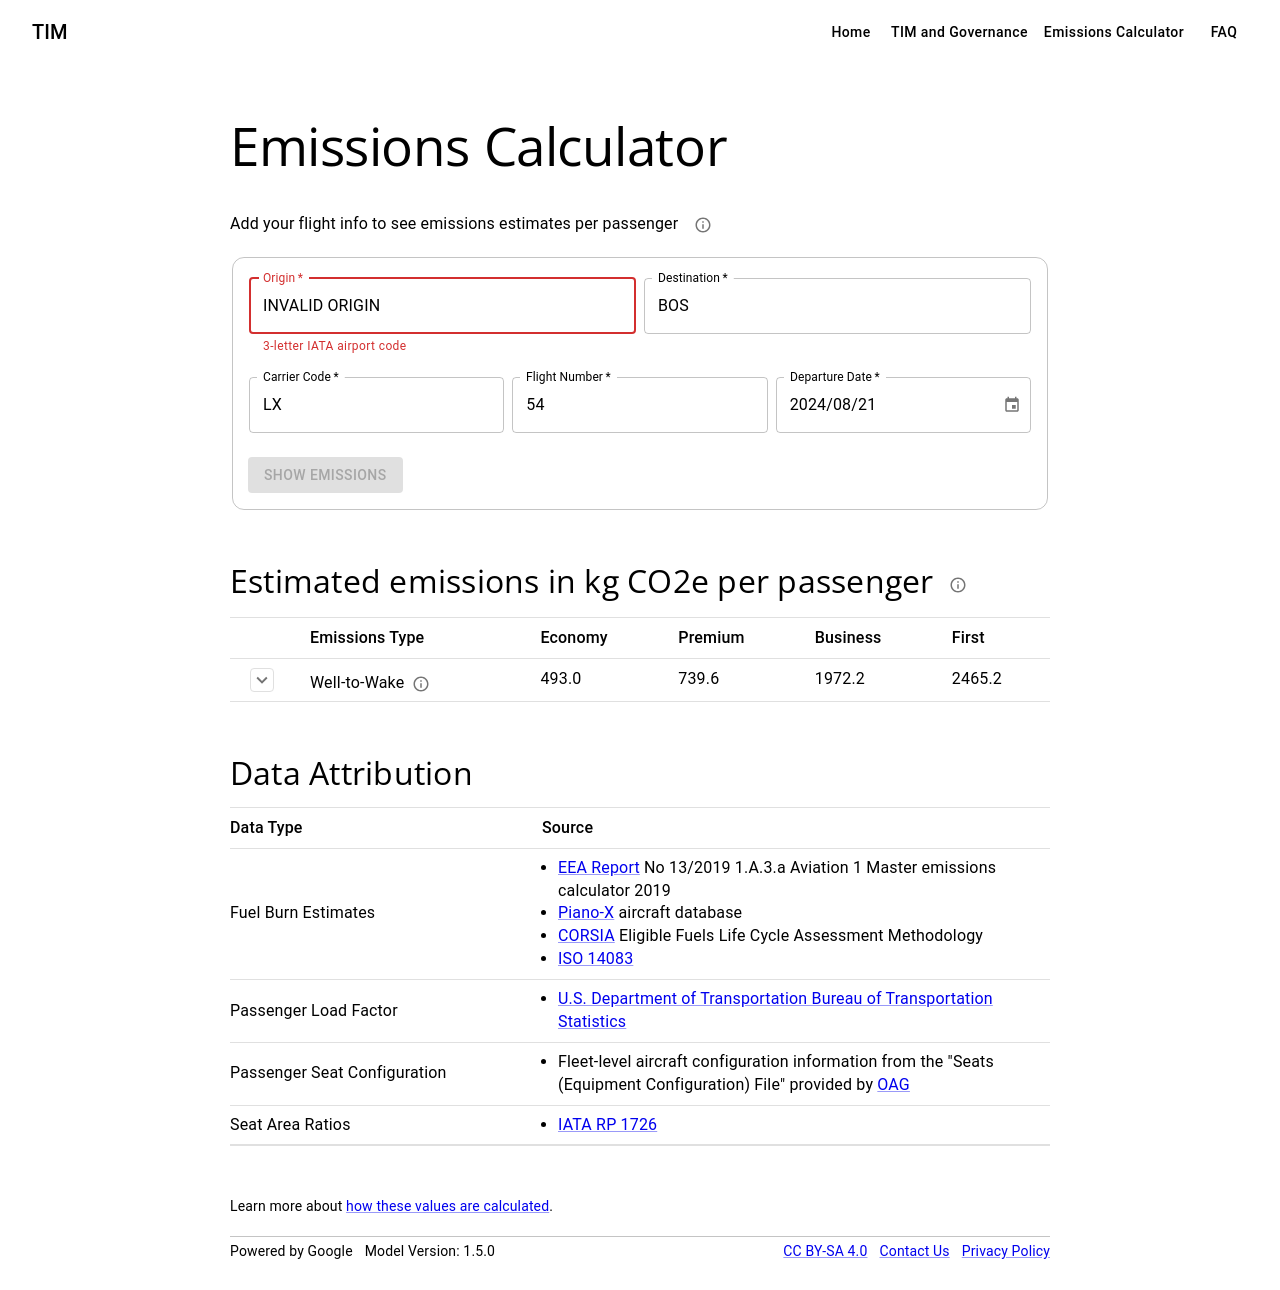 TIM
Home TIM and Governance Emissions Calculator FAQ
Emissions Calculator
Add your flight info to see emissions estimates per passenger
Origin *
INVALID ORIGIN
3-letter IATA airport code
Destination *
BOS
Carrier Code *
LX
Flight Number *
54
Departure Date *
2024/08/21
SHOW EMISSIONS
Estimated emissions in kg CO2e per passenger
Emissions Type Economy Premium Business First
Well-to-Wake 493.0 739.6 1972.2 2465.2
Data Attribution
Data Type Source
Fuel Burn Estimates
• EEA Report No 13/2019 1.A.3.a Aviation 1 Master emissions
calculator 2019
• Piano-X aircraft database
• CORSIA Eligible Fuels Life Cycle Assessment Methodology
• ISO 14083
Passenger Load Factor
• U.S. Department of Transportation Bureau of Transportation
Statistics
Passenger Seat Configuration
• Fleet-level aircraft configuration information from the "Seats
(Equipment Configuration) File" provided by OAG
Seat Area Ratios
• IATA RP 1726
Learn more about how these values are calculated.
Powered by Google Model Version: 1.5.0 CC BY-SA 4.0 Contact Us Privacy Policy